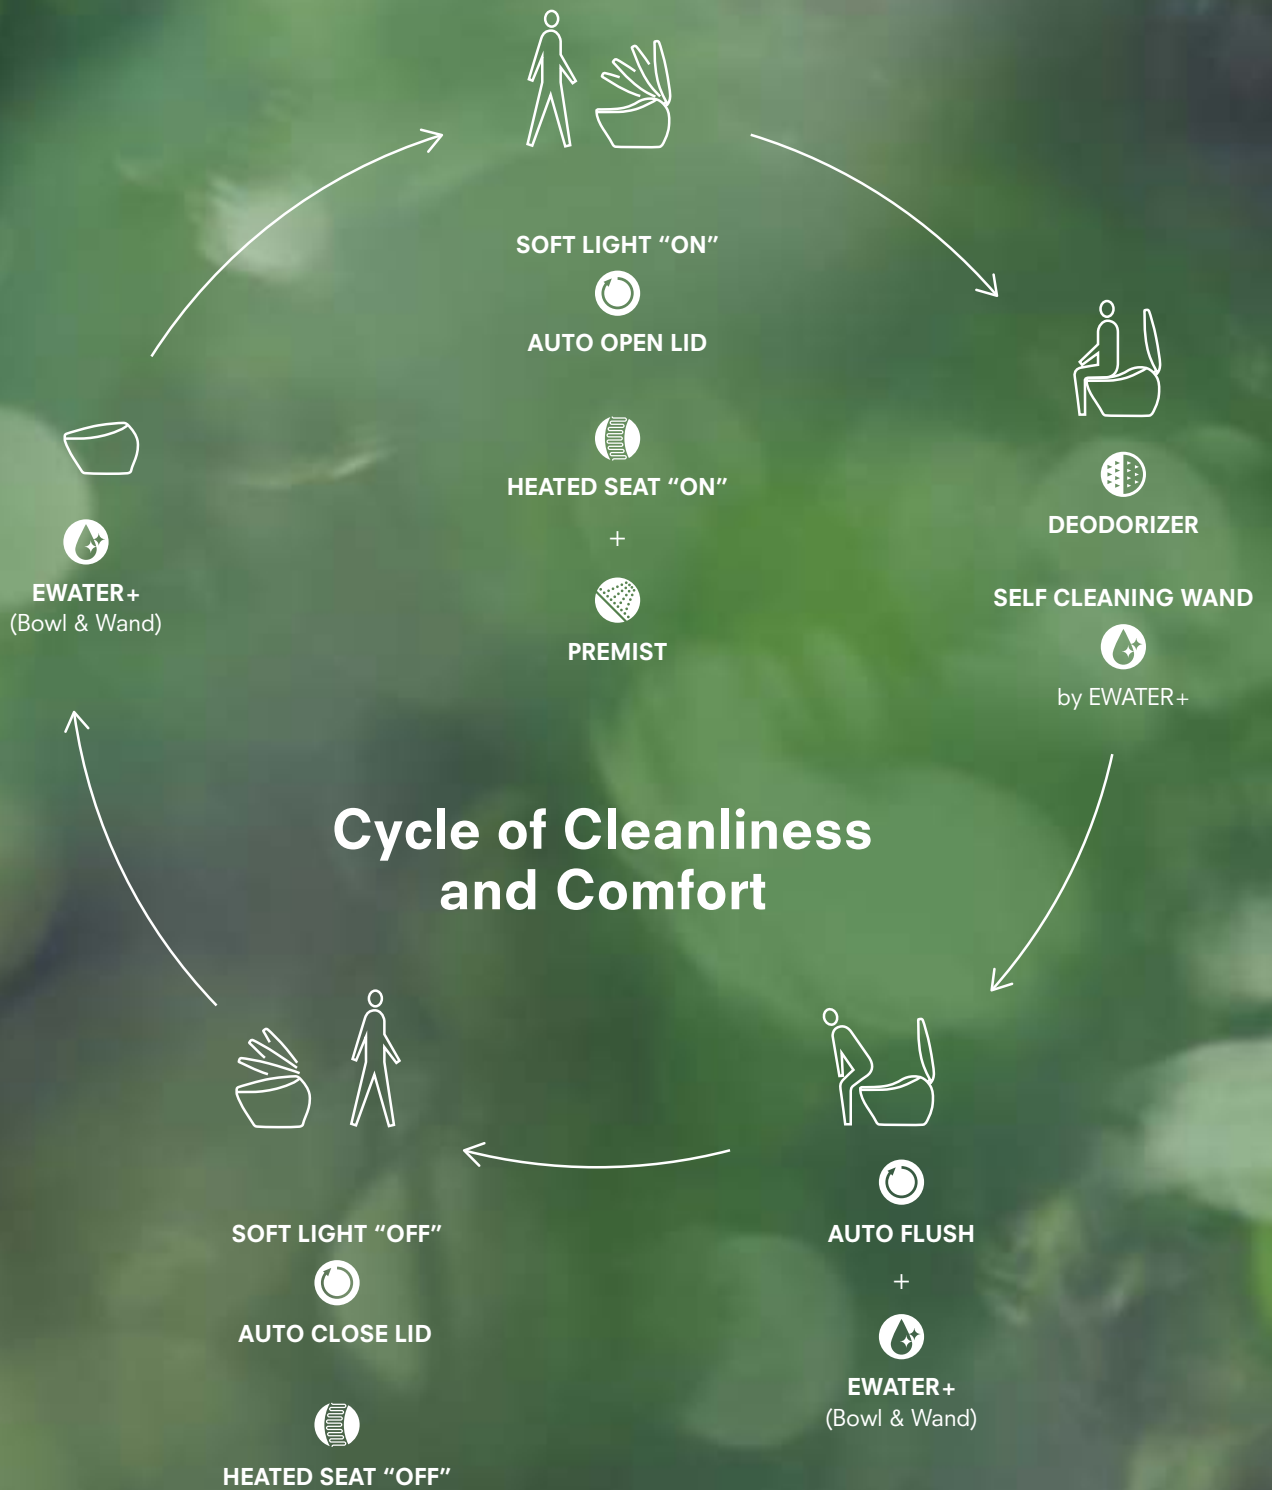 SOFT LIGHT “ON”
AUTO OPEN LID
HEATED SEAT “ON”
+
PREMIST
DEODORIZER
SELF CLEANING WAND
by EWATER+
EWATER+
(Bowl & Wand)
Cycle of Cleanliness
and Comfort
AUTO FLUSH
+
EWATER+
(Bowl & Wand)
SOFT LIGHT “OFF”
AUTO CLOSE LID
HEATED SEAT “OFF”